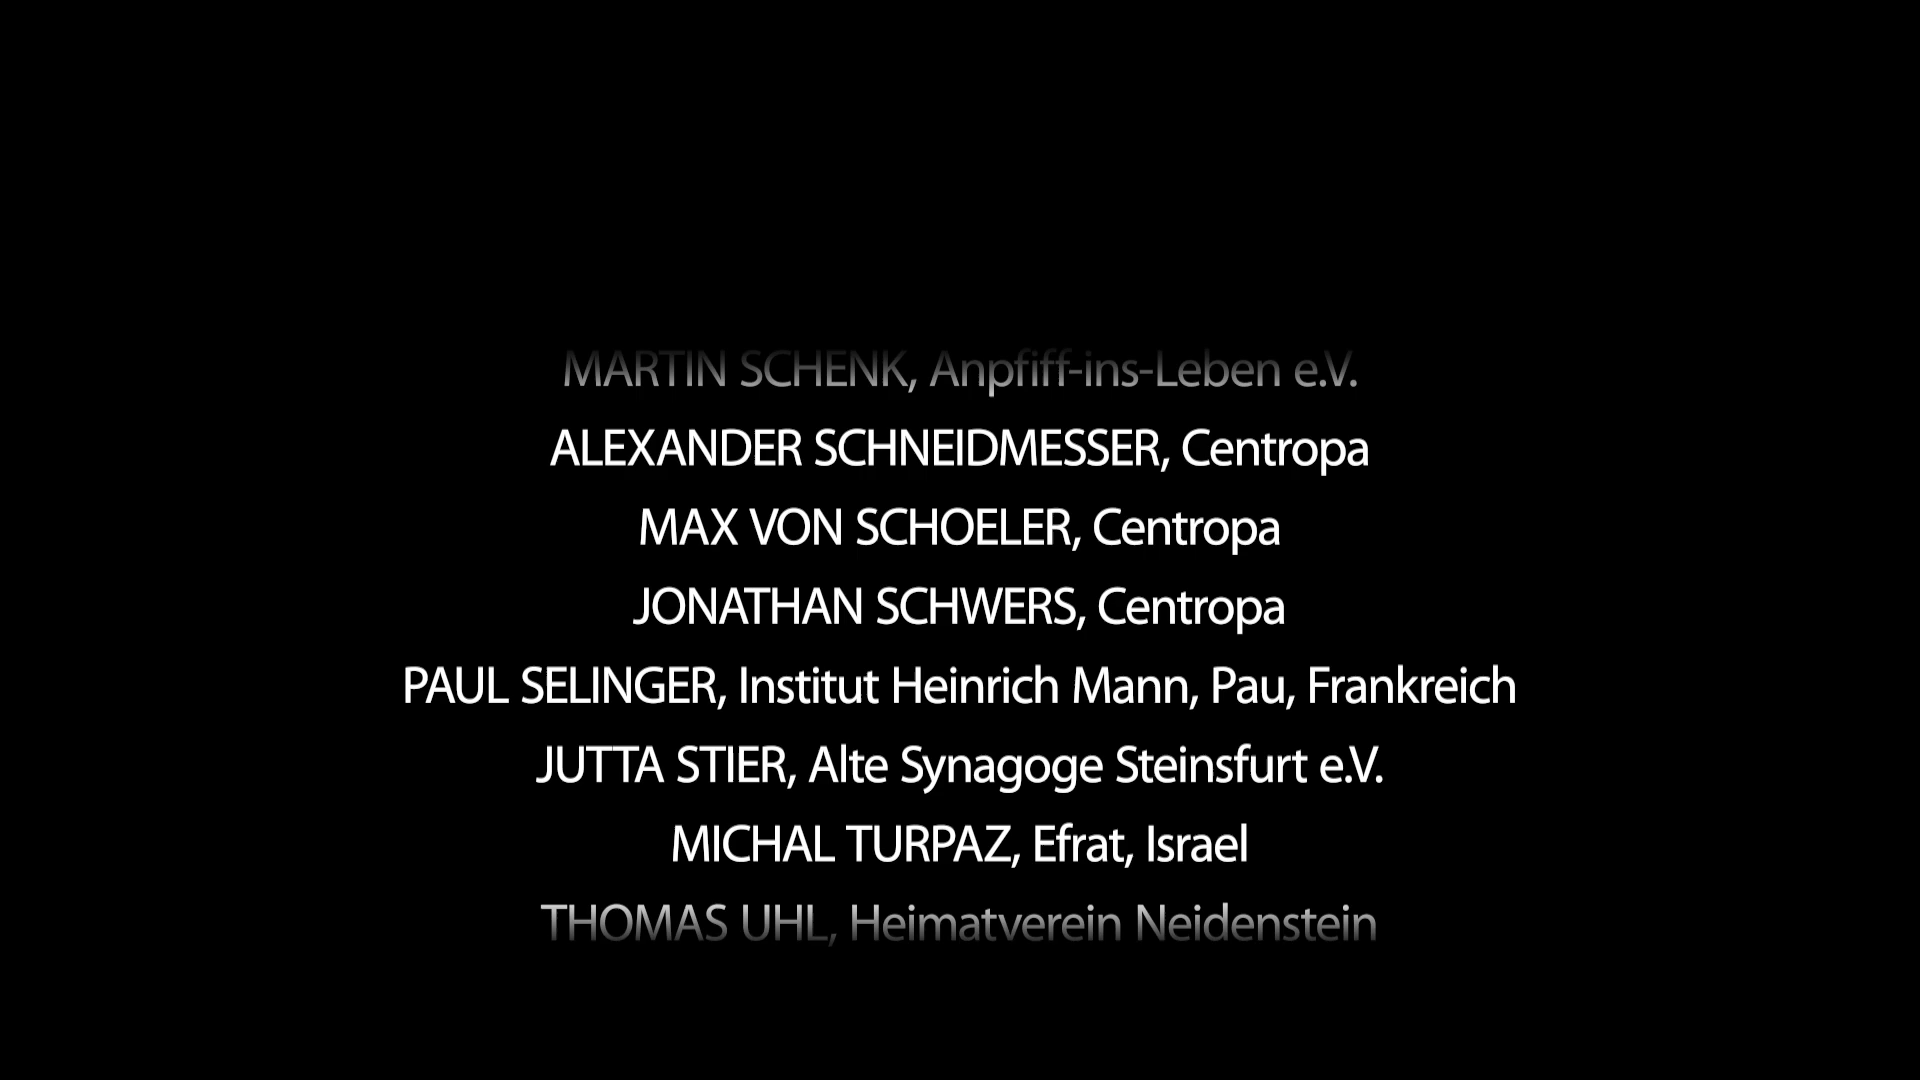 MARTIN SCHENK, Anpfiff-ins-Leben e.V.
ALEXANDER SCHNEIDMESSER, Centropa
MAX VON SCHOELER, Centropa
JONATHAN SCHWERS, Centropa
PAUL SELINGER, Institut Heinrich Mann, Pau, Frankreich
JUTTA STIER, Alte Synagoge Steinsfurt e.V.
MICHAL TURPAZ, Efrat, Israel
THOMAS UHL, Heimatverein Neidenstein